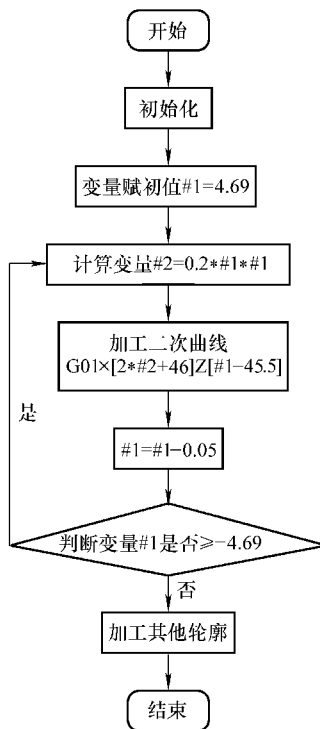 开始
初始化
变量赋初值#1=4.69
计算变量#2=0.2*#1*#1
加工二次曲线
G01×[2*#2+46]Z[#1-45.5]
是
#1=#1-0.05
判断变量#1是否≥-4.69
否
加工其他轮廓
结束